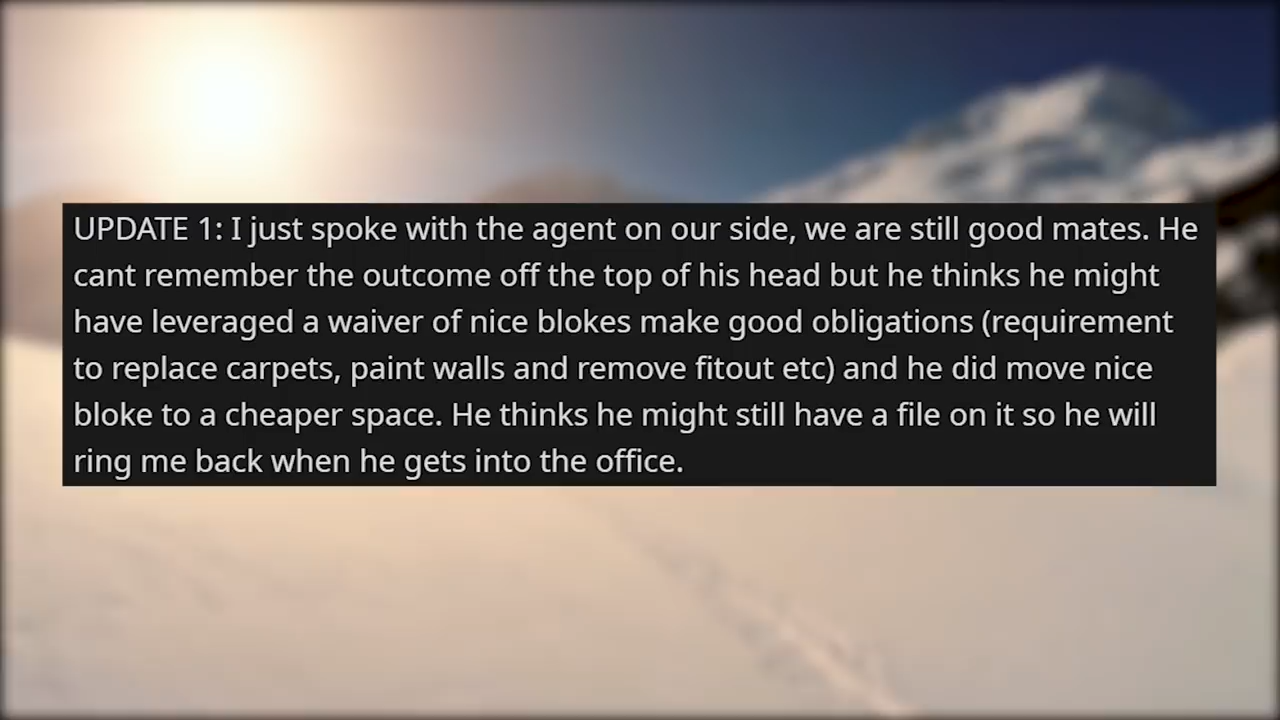 UPDATE 1: I just spoke with the agent on our side, we are still good mates. He
cant remember the outcome off the top of his head but he thinks he might
have leveraged a waiver of nice blokes make good obligations (requirement
to replace carpets, paint walls and remove fitout etc) and he did move nice
bloke to a cheaper space. He thinks he might still have a file on it so he will
ring me back when he gets into the office.